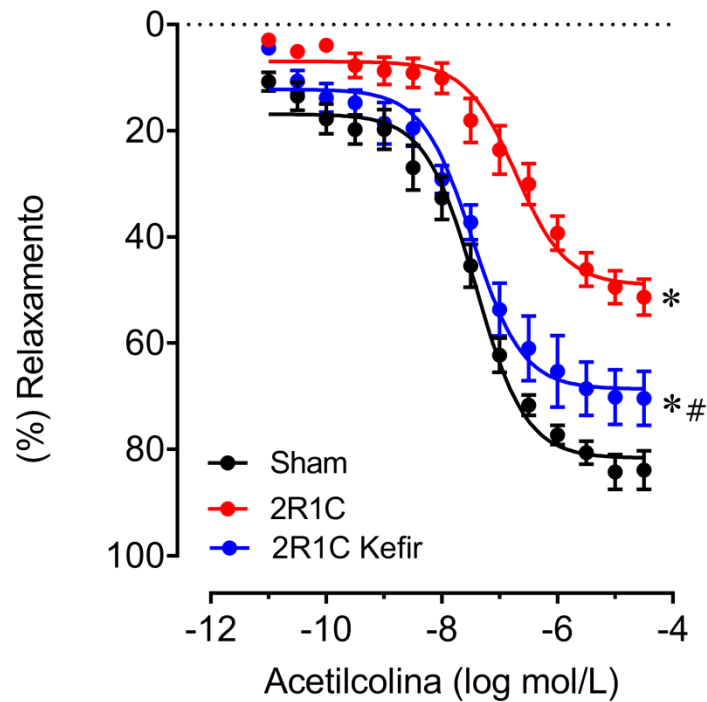 0
20
40
60
80
100
(%) Relaxamento
*
*#
Sham
2R1C
2R1C Kefir
-12 -10 -8 -6 -4
Acetilcolina (log mol/L)